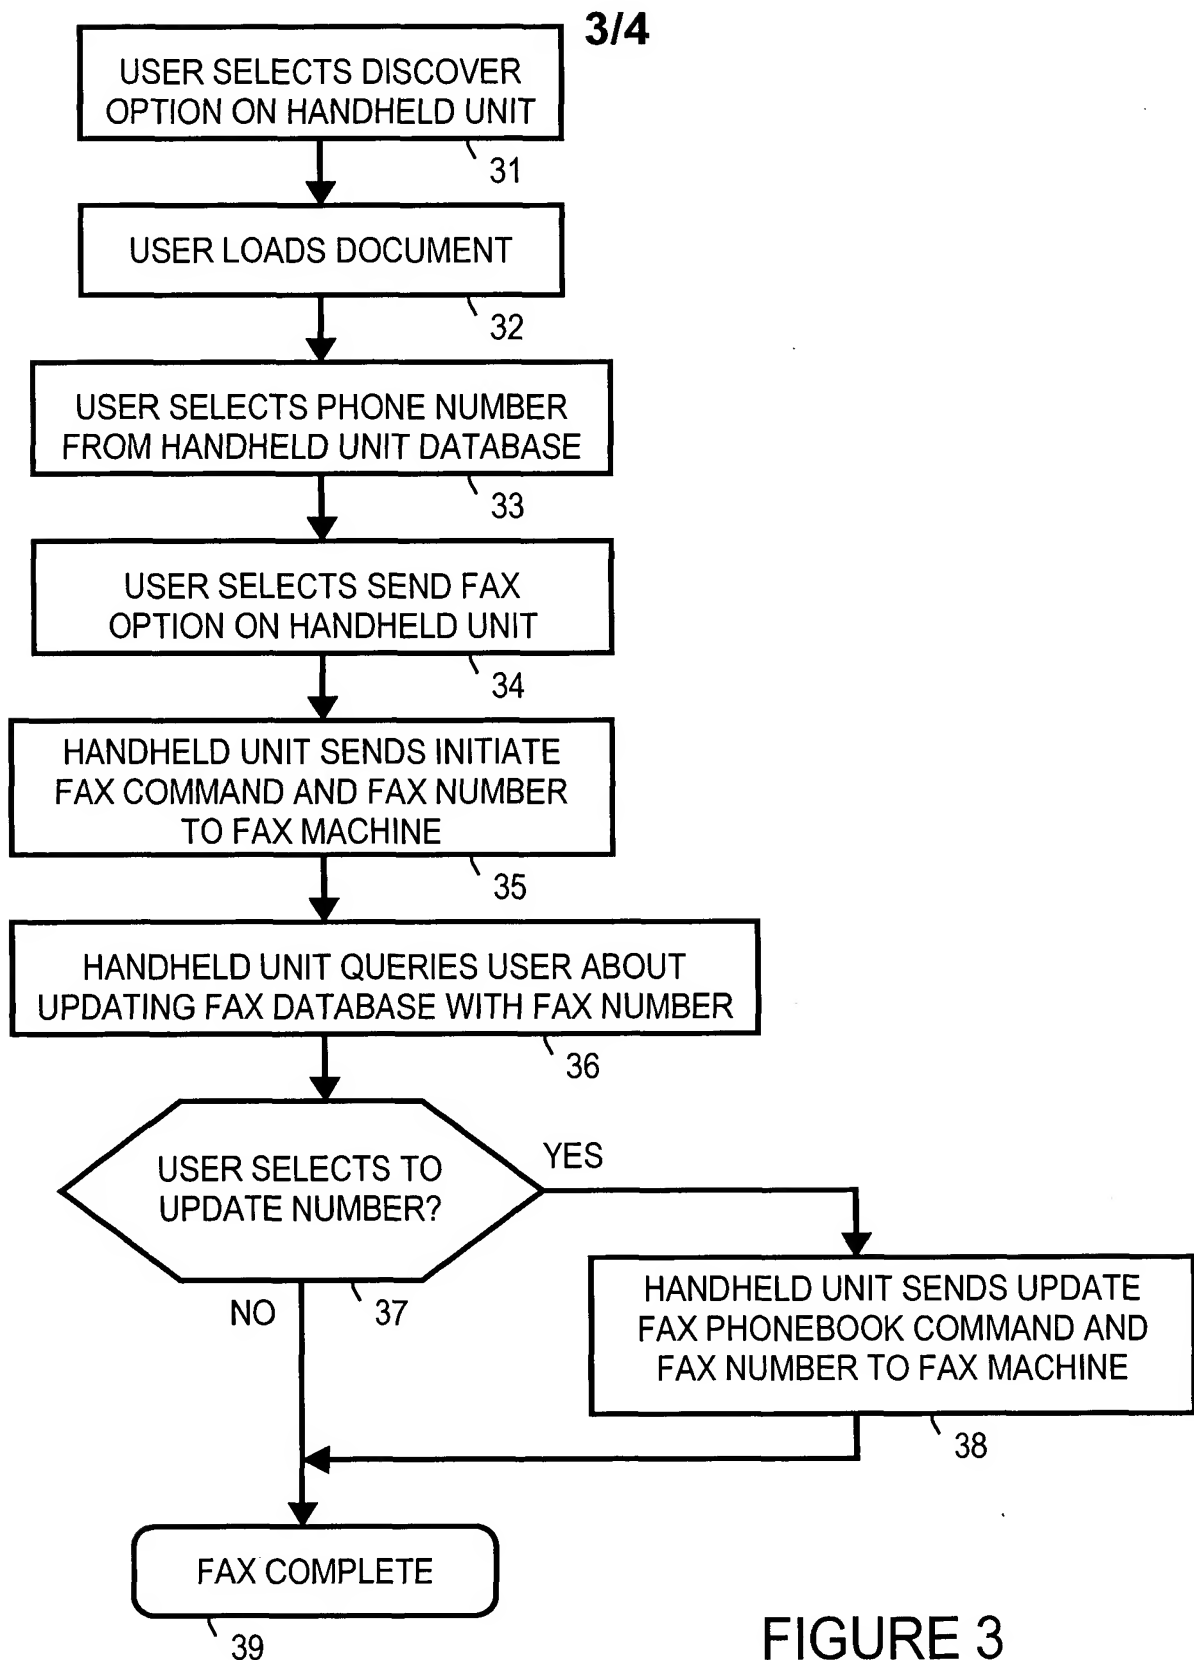 3/4
USER SELECTS DISCOVER
OPTION ON HANDHELD UNIT
31
USER LOADS DOCUMENT
32
USER SELECTS PHONE NUMBER
FROM HANDHELD UNIT DATABASE
33
USER SELECTS SEND FAX
OPTION ON HANDHELD UNIT
34
HANDHELD UNIT SENDS INITIATE
FAX COMMAND AND FAX NUMBER
TO FAX MACHINE
35
HANDHELD UNIT QUERIES USER ABOUT
UPDATING FAX DATABASE WITH FAX NUMBER
36
USER SELECTS TO
UPDATE NUMBER?
YES
NO
37
HANDHELD UNIT SENDS UPDATE
FAX PHONEBOOK COMMAND AND
FAX NUMBER TO FAX MACHINE
38
FAX COMPLETE
39
FIGURE 3